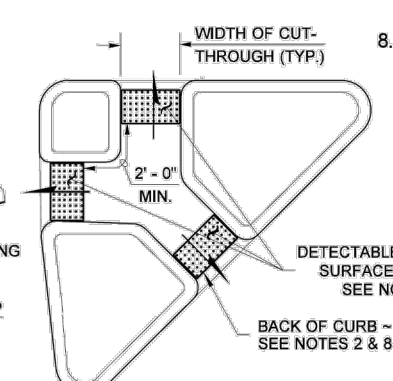 WIDTH OF CUT-
THROUGH (TYP.)
8.
2' - 0"
MIN.
NG
DETECTABLE
SURFACE
SEE NO
BACK OF CURB ~
SEE NOTES 2 & 8